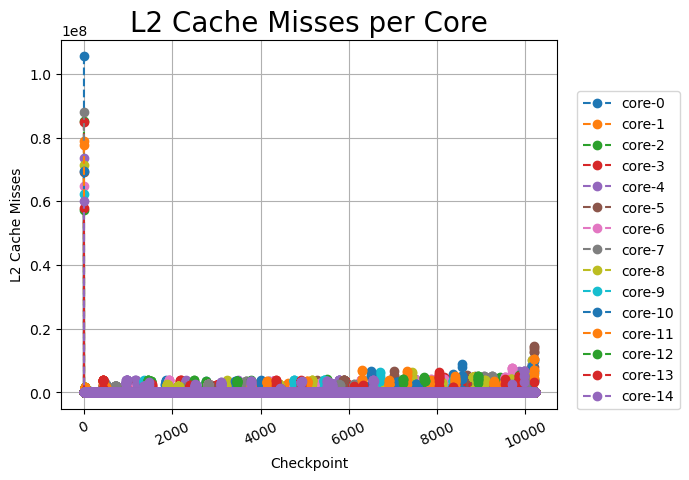 L2 Cache Misses per Core
1e8
1.0
0.8
0.6
0.4
0.2
0.0
L2 Cache Misses
0
2000
4000
6000
8000
10000
Checkpoint
core-0
core-1
core-2
core-3
core-4
core-5
core-6
core-7
core-8
core-9
core-10
core-11
core-12
core-13
core-14